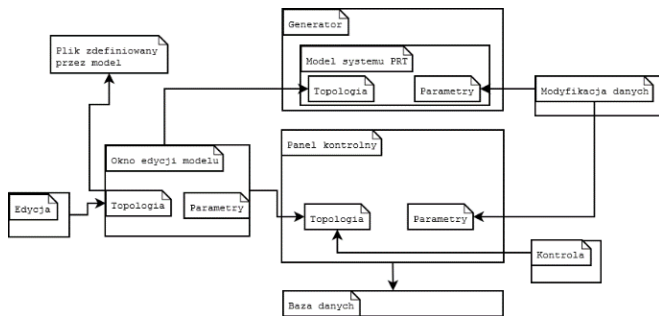 Generator
Plik zdefiniowany
przez model
Model systemu PRT
Topologia
Parametry
Modyfikacja danych
Panel kontrolny
Okno edycji modelu
Edycja
Topologia
Parametry
Topologia
Parametry
Kontrola
Baza danych